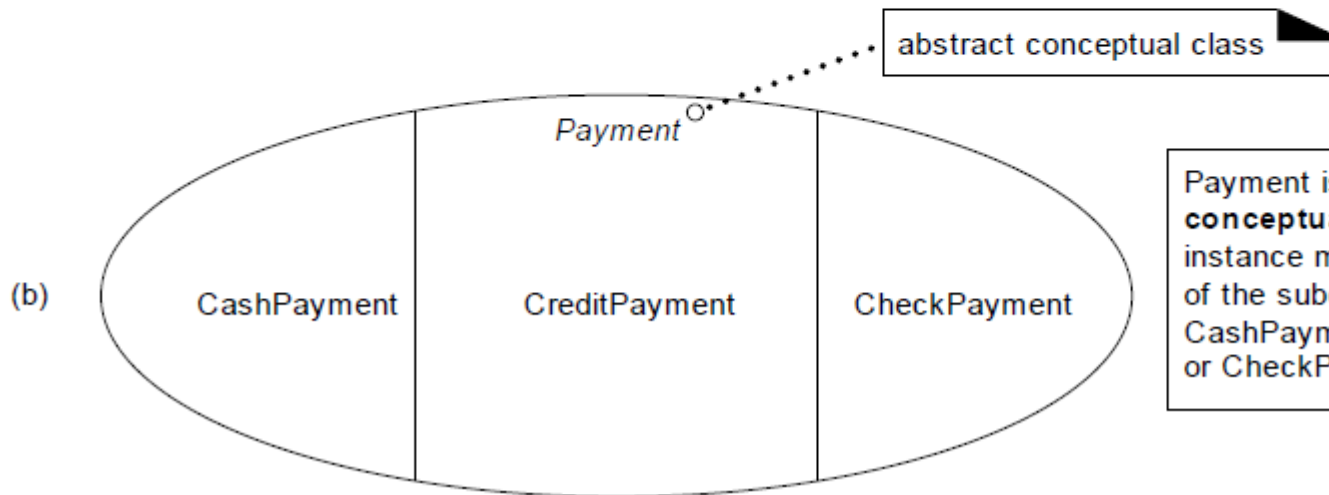 abstract conceptual class
Payment
Payment
conceptu
instance
of the sub
CashPaym
or CheckP
(b)
CashPayment
CreditPayment
CheckPayment